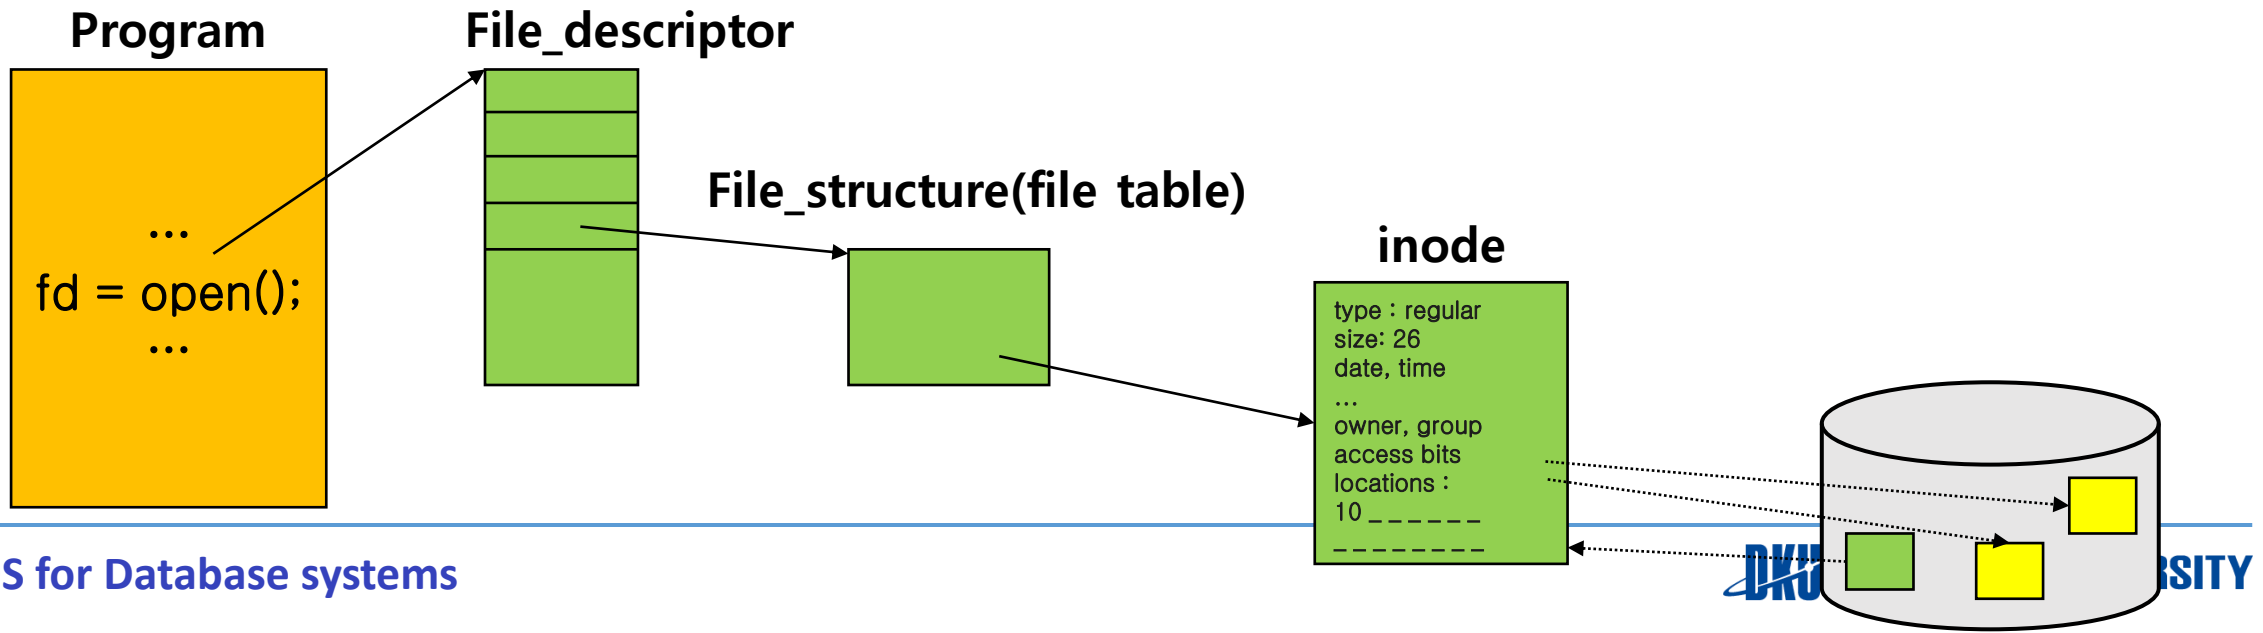 Program
File_descriptor
...
fd = open();
...
File_structure(file table)
inode
type : regular
size: 26
date, time
...
owner, group
access bits
locations :
10 _ _ _ _ _ _
_ _ _ _ _ _ _ _
S for Database systems
DKU
RSITY